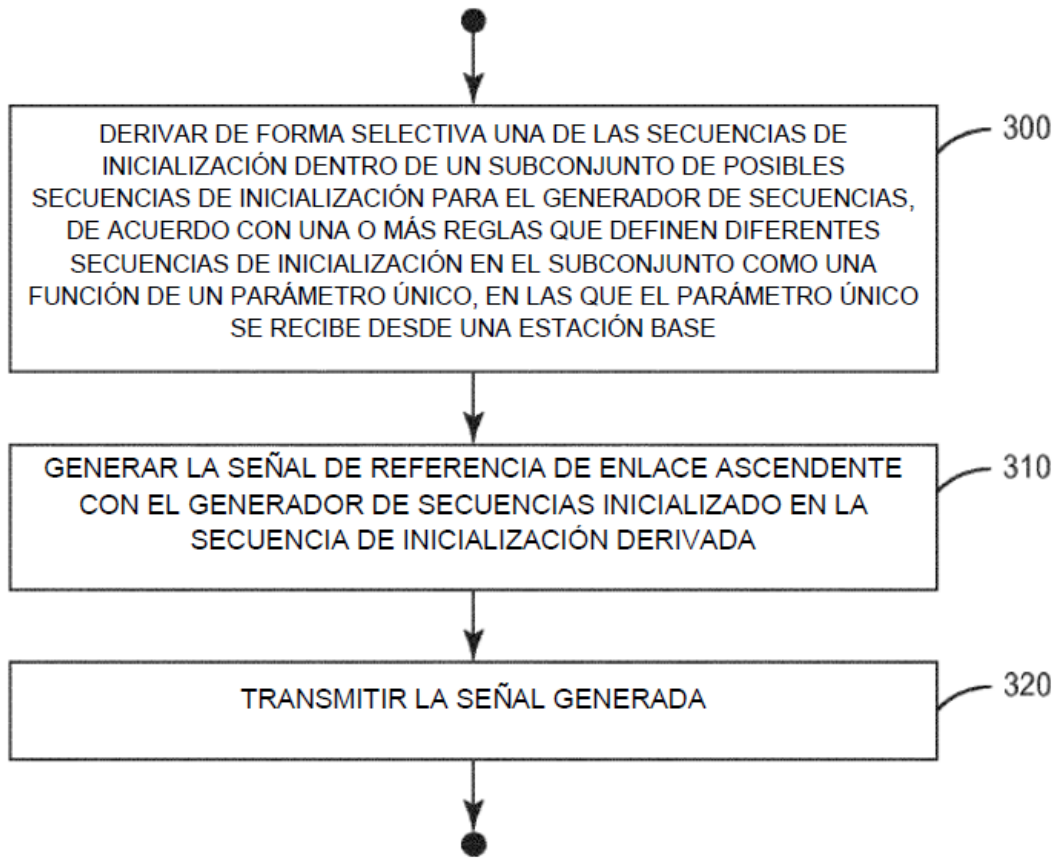 DERIVAR DE FORMA SELECTIVA UNA DE LAS SECUENCIAS DE
INICIALIZACIÓN DENTRO DE UN SUBCONJUNTO DE POSIBLES
SECUENCIAS DE INICIALIZACIÓN PARA EL GENERADOR DE SECUENCIAS,
DE ACUERDO CON UNA O MÁS REGLAS QUE DEFINEN DIFERENTES
SECUENCIAS DE INICIALIZACIÓN EN EL SUBCONJUNTO COMO UNA
FUNCIÓN DE UN PARÁMETRO ÚNICO, EN LAS QUE EL PARÁMETRO ÚNICO
SE RECIBE DESDE UNA ESTACIÓN BASE
300
GENERAR LA SEÑAL DE REFERENCIA DE ENLACE ASCENDENTE
CON EL GENERADOR DE SECUENCIAS INICIALIZADO EN LA
SECUENCIA DE INICIALIZACIÓN DERIVADA
310
TRANSMITIR LA SEÑAL GENERADA
320